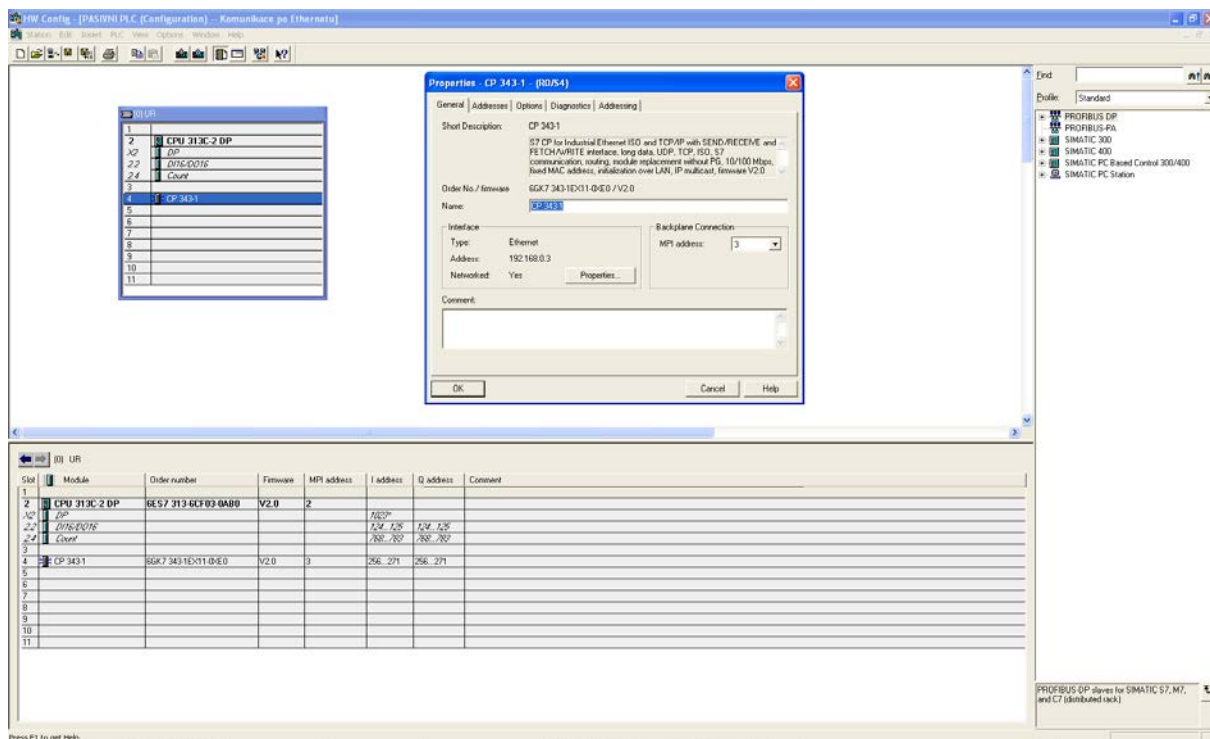 HW Config - [PASIVNI PLC (Configuration) -- Komunikace po Ethernetu]
Station Edit Insert PLC View Options Window Help
(0) UR
1
2 CPU 313C-2 DP
X2 DP
2.2 DI16/DO16
2.4 Count
3
4 CP 343-1
5
6
7
8
9
10
11
Properties - CP 343-1 - (R0/S4)
General Addresses Options Diagnostics Addressing
Short Description: CP 343-1
S7 CP for Industrial Ethernet ISO and TCP/IP with SEND/RECEIVE and
FETCH/WRITE interface, long data, UDP, TCP, ISO, S7
communication, routing, module replacement without PG, 10/100 Mbps,
fixed MAC address, initialization over LAN, IP multicast, firmware V2.0
Order No. / firmware 6GK7 343-1EX11-0XE0 / V2.0
Name: CP 343-1
Interface
Type: Ethernet
Address: 192.168.0.3
Networked: Yes
Properties...
Backplane Connection
MPI address: 3
Comment:
OK Cancel Help
Find:
Profile: Standard
PROFIBUS DP
PROFIBUS-PA
SIMATIC 300
SIMATIC 400
SIMATIC PC Based Control 300/400
SIMATIC PC Station
(0) UR
Slot Module Order number Firmware MPI address I address Q address Comment
1
2 CPU 313C-2 DP 6ES7 313-6CF03-0AB0 V2.0 2
X2 DP 1023*
2.2 DI16/DO16 124...125 124...125
2.4 Count 768...783 768...783
3
4 CP 343-1 6GK7 343-1EX11-0XE0 V2.0 3 256...271 256...271
5
6
7
8
9
10
11
PROFIBUS-DP slaves for SIMATIC S7, M7,
and C7 (distributed rack)
Press F1 to get Help.